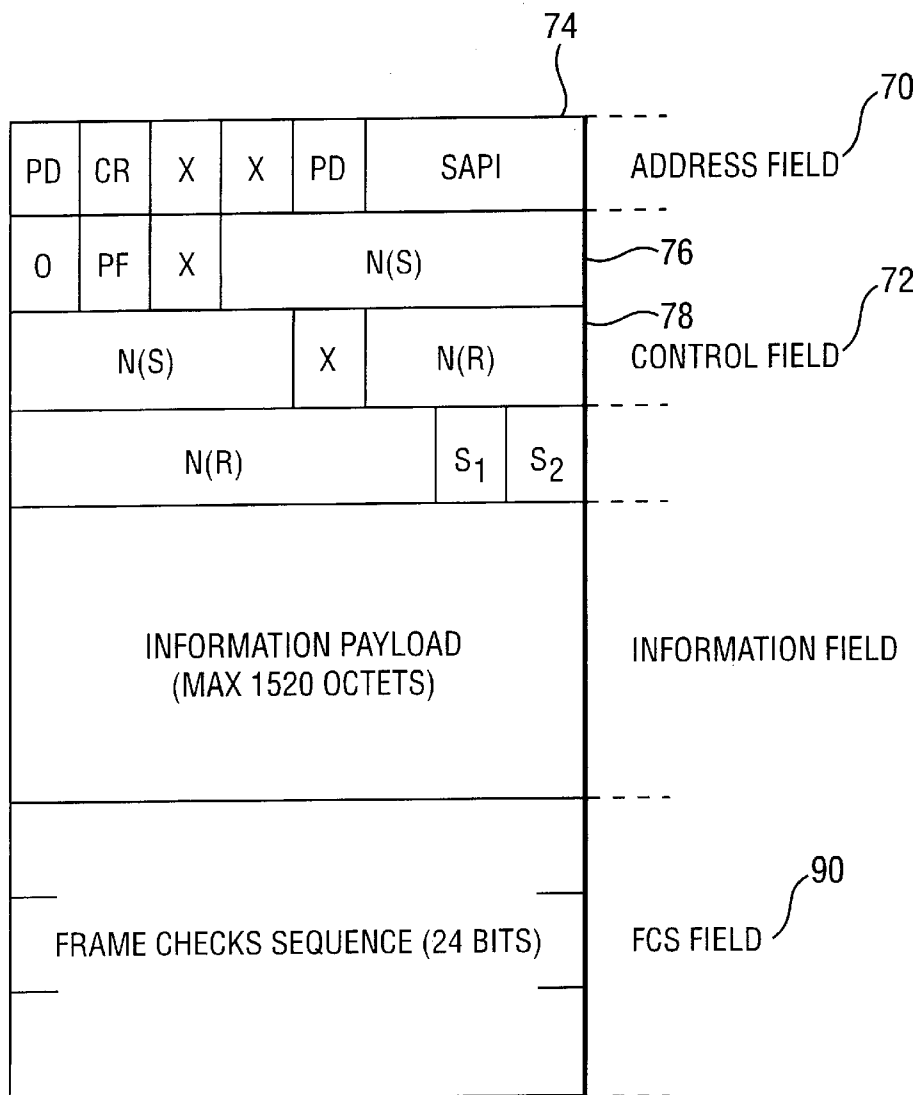 74
70
PD CR X X PD SAPI ADDRESS FIELD
O PF X N(S) 76
72
78
N(S) X N(R) CONTROL FIELD
N(R) S1 S2
INFORMATION PAYLOAD
(MAX 1520 OCTETS)
INFORMATION FIELD
90
FRAME CHECKS SEQUENCE (24 BITS) FCS FIELD